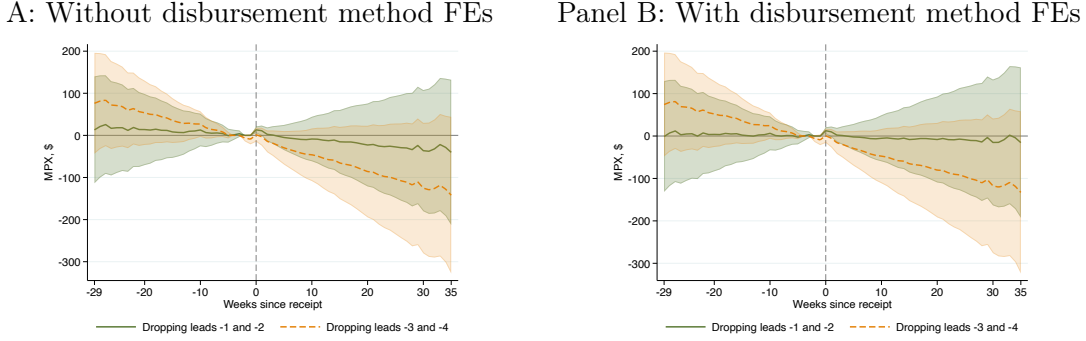 A: Without disbursement method FEs
200
100
0
-100
-200
-300
MPX, $
-29 -20 -10 0 10 20 30 35
Weeks since receipt
Dropping leads -1 and -2 Dropping leads -3 and -4
Panel B: With disbursement method FEs
200
100
0
-100
-200
-300
MPX, $
-29 -20 -10 0 10 20 30 35
Weeks since receipt
Dropping leads -1 and -2 Dropping leads -3 and -4